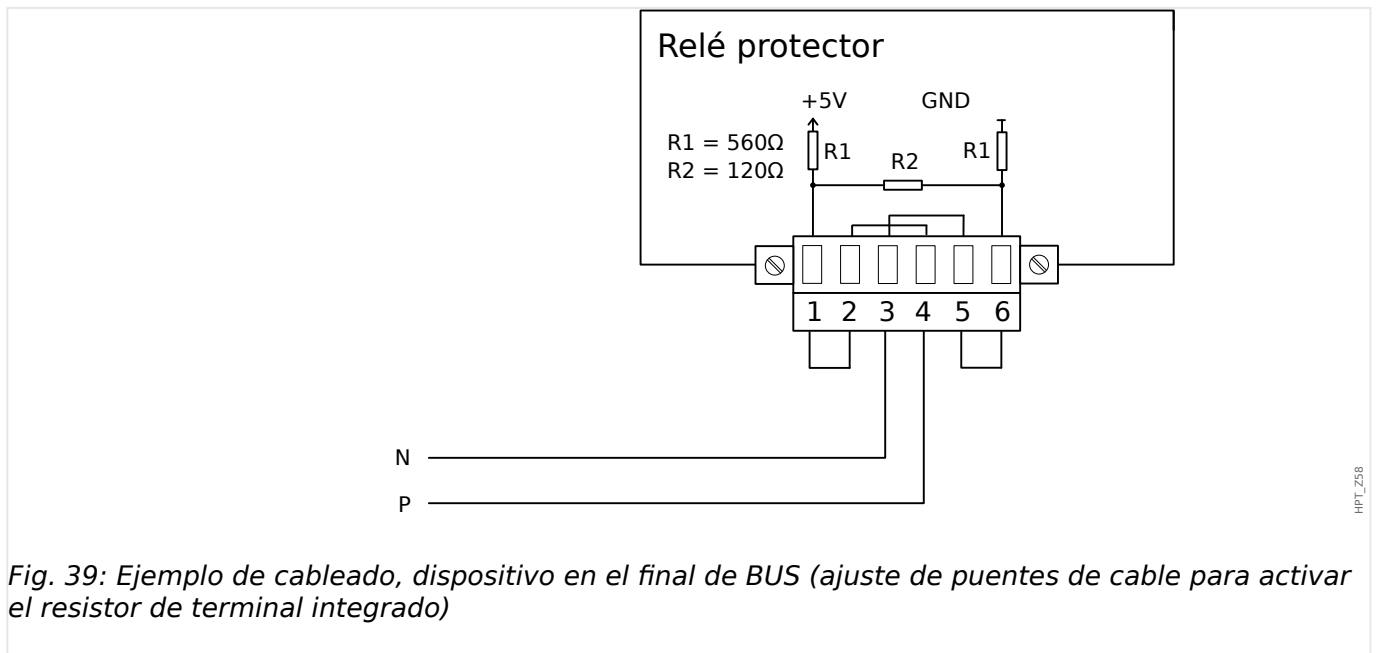 Relé protector
+5V GND
R1 = 560Ω
R2 = 120Ω
R1 R2 R1
1 2 3 4 5 6
N
P
HPT_Z58
Fig. 39: Ejemplo de cableado, dispositivo en el final de BUS (ajuste de puentes de cable para activar
el resistor de terminal integrado)